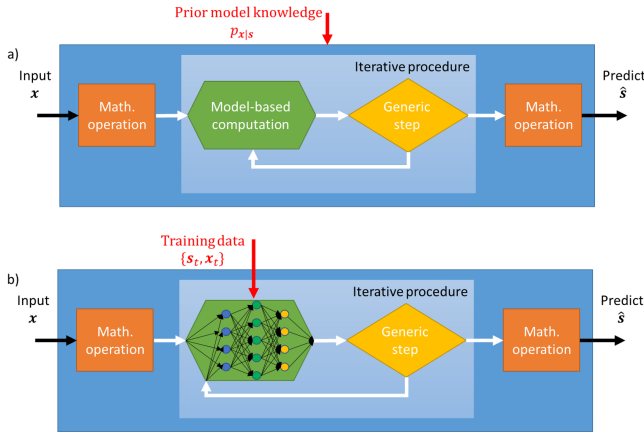 Prior model knowledge
p_{x|s}
a)
Input
x
Iterative procedure
Predict
ŝ
Math.
operation
Model-based
computation
Generic
step
Math.
operation
Training data
{s_t, x_t}
b)
Input
x
Iterative procedure
Predict
ŝ
Math.
operation
Generic
step
Math.
operation